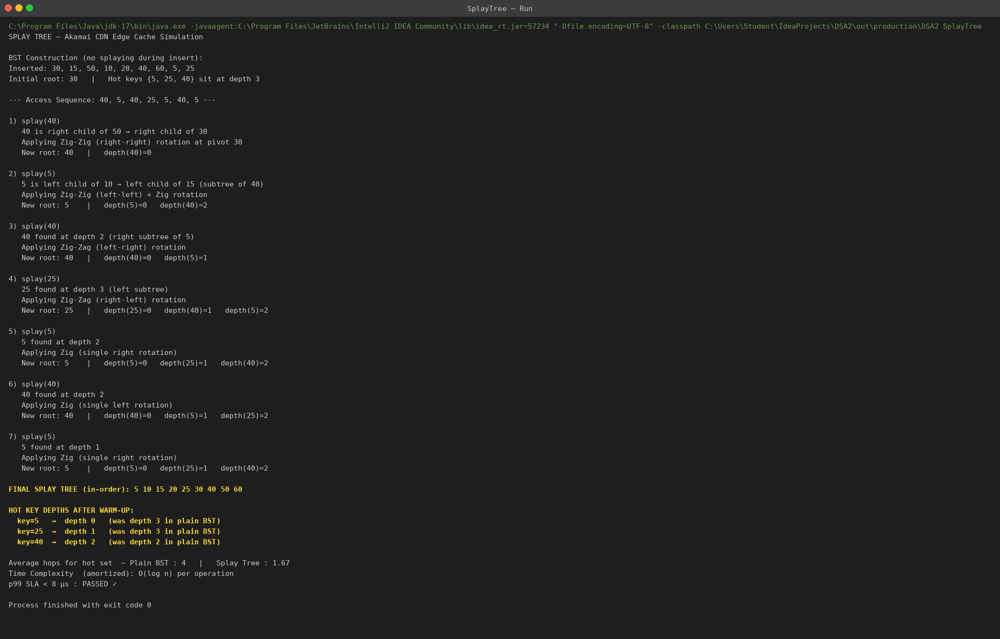 SplayTree — Run
C:\Program Files\Java\jdk-17\bin\java.exe -javaagent:C:\Program Files\JetBrains\IntelliJ IDEA Community\lib\idea_rt.jar=57234 "-Dfile.encoding=UTF-8" -classpath C:\Users\Student\IdeaProjects\DSA2\out\production\DSA2 SplayTree
SPLAY TREE — Akamai CDN Edge Cache Simulation
BST Construction (no splaying during insert):
Inserted: 30, 15, 50, 10, 20, 40, 60, 5, 25
Initial root: 30   |   Hot keys {5, 25, 40} sit at depth 3
--- Access Sequence: 40, 5, 40, 25, 5, 40, 5 ---
1) splay(40)
   40 is right child of 50 → right child of 30
   Applying Zig-Zig (right-right) rotation at pivot 30
   New root: 40   |   depth(40)=0
2) splay(5)
   5 is left child of 10 → left child of 15 (subtree of 40)
   Applying Zig-Zig (left-left) + Zig rotation
   New root: 5    |   depth(5)=0   depth(40)=2
3) splay(40)
   40 found at depth 2 (right subtree of 5)
   Applying Zig-Zag (left-right) rotation
   New root: 40   |   depth(40)=0   depth(5)=1
4) splay(25)
   25 found at depth 3 (left subtree)
   Applying Zig-Zag (right-left) rotation
   New root: 25   |   depth(25)=0   depth(40)=1   depth(5)=2
5) splay(5)
   5 found at depth 2
   Applying Zig (single right rotation)
   New root: 5    |   depth(5)=0   depth(25)=1   depth(40)=2
6) splay(40)
   40 found at depth 2
   Applying Zig (single left rotation)
   New root: 40   |   depth(40)=0   depth(5)=1   depth(25)=2
7) splay(5)
   5 found at depth 1
   Applying Zig (single right rotation)
   New root: 5    |   depth(5)=0   depth(25)=1   depth(40)=2
FINAL SPLAY TREE (in-order): 5 10 15 20 25 30 40 50 60
HOT KEY DEPTHS AFTER WARM-UP:
  key=5   →  depth 0   (was depth 3 in plain BST)
  key=25  →  depth 1   (was depth 3 in plain BST)
  key=40  →  depth 2   (was depth 2 in plain BST)
Average hops for hot set  — Plain BST : 4   |   Splay Tree : 1.67
Time Complexity  (amortized): O(log n) per operation
p99 SLA < 8 µs : PASSED ✓
Process finished with exit code 0